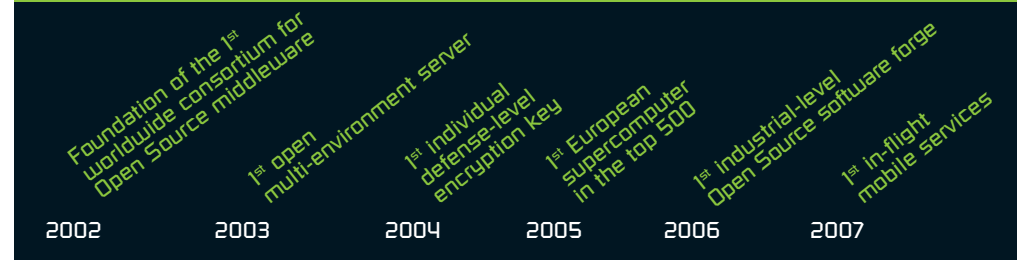 Foundation of the 1st
worldwide consortium for
Open Source middleware
1st open
multi-environment server
1st individual
defense-level
encryption key
1st European
supercomputer
in the top 500
1st industrial-level
Open Source software forge
1st in-flight
mobile services
2002
2003
2004
2005
2006
2007